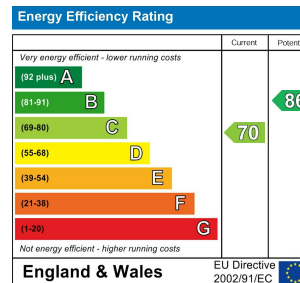 Energy Efficiency Rating
Current Potent
Very energy efficient - lower running costs
(92 plus) A
(81-91) B
86
(69-80) C
70
(55-68) D
(39-54) E
(21-38) F
(1-20) G
Not energy efficient - higher running costs
England & Wales
EU Directive
2002/91/EC